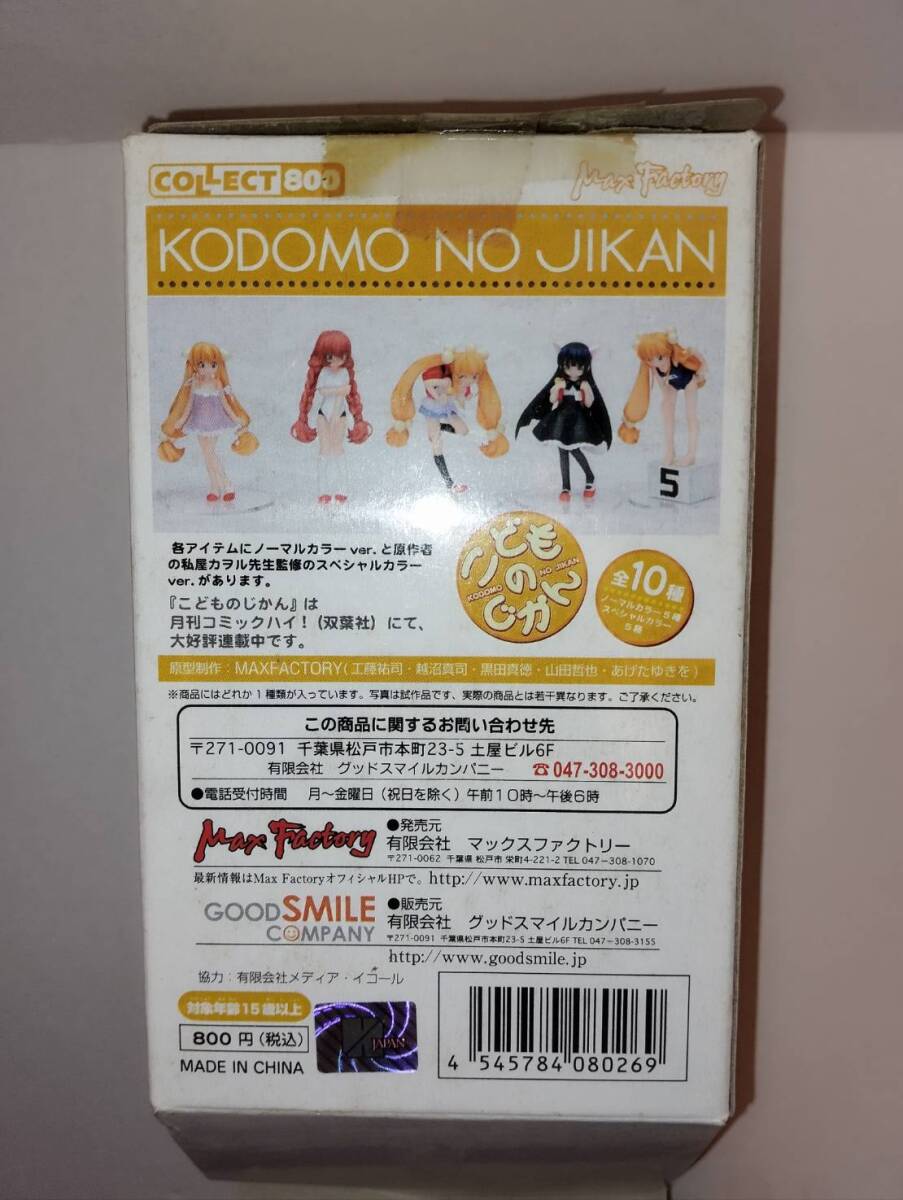 COLLECT 800
Max Factory
KODOMO NO JIKAN
5
各アイテムにノーマルカラーver.と原作者
の私屋カヲル先生監修のスペシャルカラー
ver.があります。
『こどものじかん』は
月刊コミックハイ!(双葉社)にて、
大好評連載中です。
こどものじかん
KODOMO NO JIKAN
全10種
ノーマルカラー5種
スペシャルカラー
5種
原型制作:MAXFACTORY(工藤祐司・越沼真司・黒田真徳・山田哲也・あげたゆきを)
※商品にはどれか1種類が入っています。写真は試作品です、実際の商品とは若干異なります。ご了承ください。
この商品に関するお問い合わせ先
〒271-0091 千葉県松戸市本町23-5 土屋ビル6F
有限会社 グッドスマイルカンパニー ☎047-308-3000
●電話受付時間 月〜金曜日(祝日を除く)午前10時〜午後6時
Max Factory
●発売元
有限会社 マックスファクトリー
〒271-0062 千葉県 松戸市 栄町4-221-2 TEL 047-308-1070
最新情報はMax FactoryオフィシャルHPで。http://www.maxfactory.jp
GOOD SMILE COMPANY
●販売元
有限会社 グッドスマイルカンパニー
〒271-0091 千葉県松戸市本町23-5 土屋ビル6F TEL 047-308-3155
http://www.goodsmile.jp
協力:有限会社メディア・イコール
対象年齢15歳以上
800円(税込)
MADE IN CHINA
JAPAN
4 545784 080269